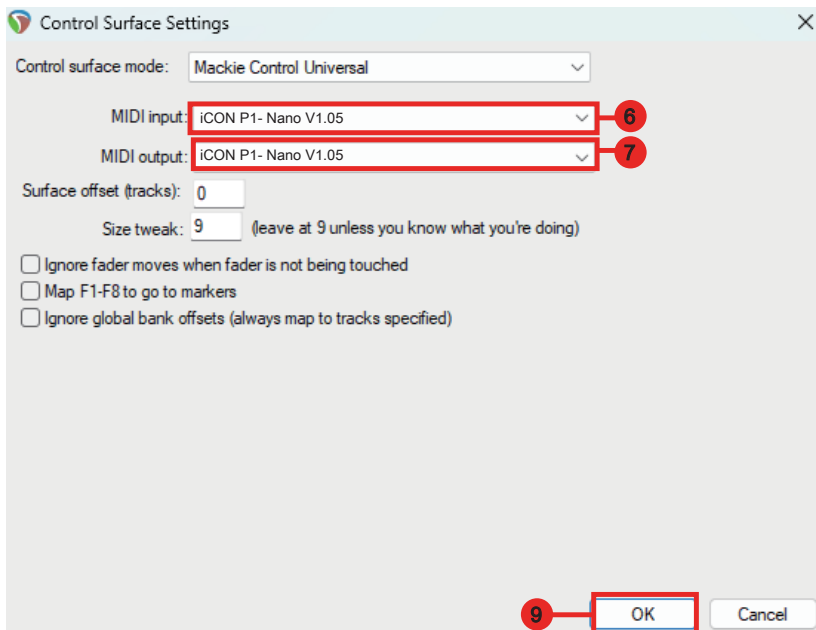 Control Surface Settings
Control surface mode: Mackie Control Universal
MIDI input: iCON P1- Nano V1.05 6
MIDI output: iCON P1- Nano V1.05 7
Surface offset (tracks): 0
Size tweak: 9 (leave at 9 unless you know what you're doing)
Ignore fader moves when fader is not being touched
Map F1-F8 to go to markers
Ignore global bank offsets (always map to tracks specified)
9 OK Cancel